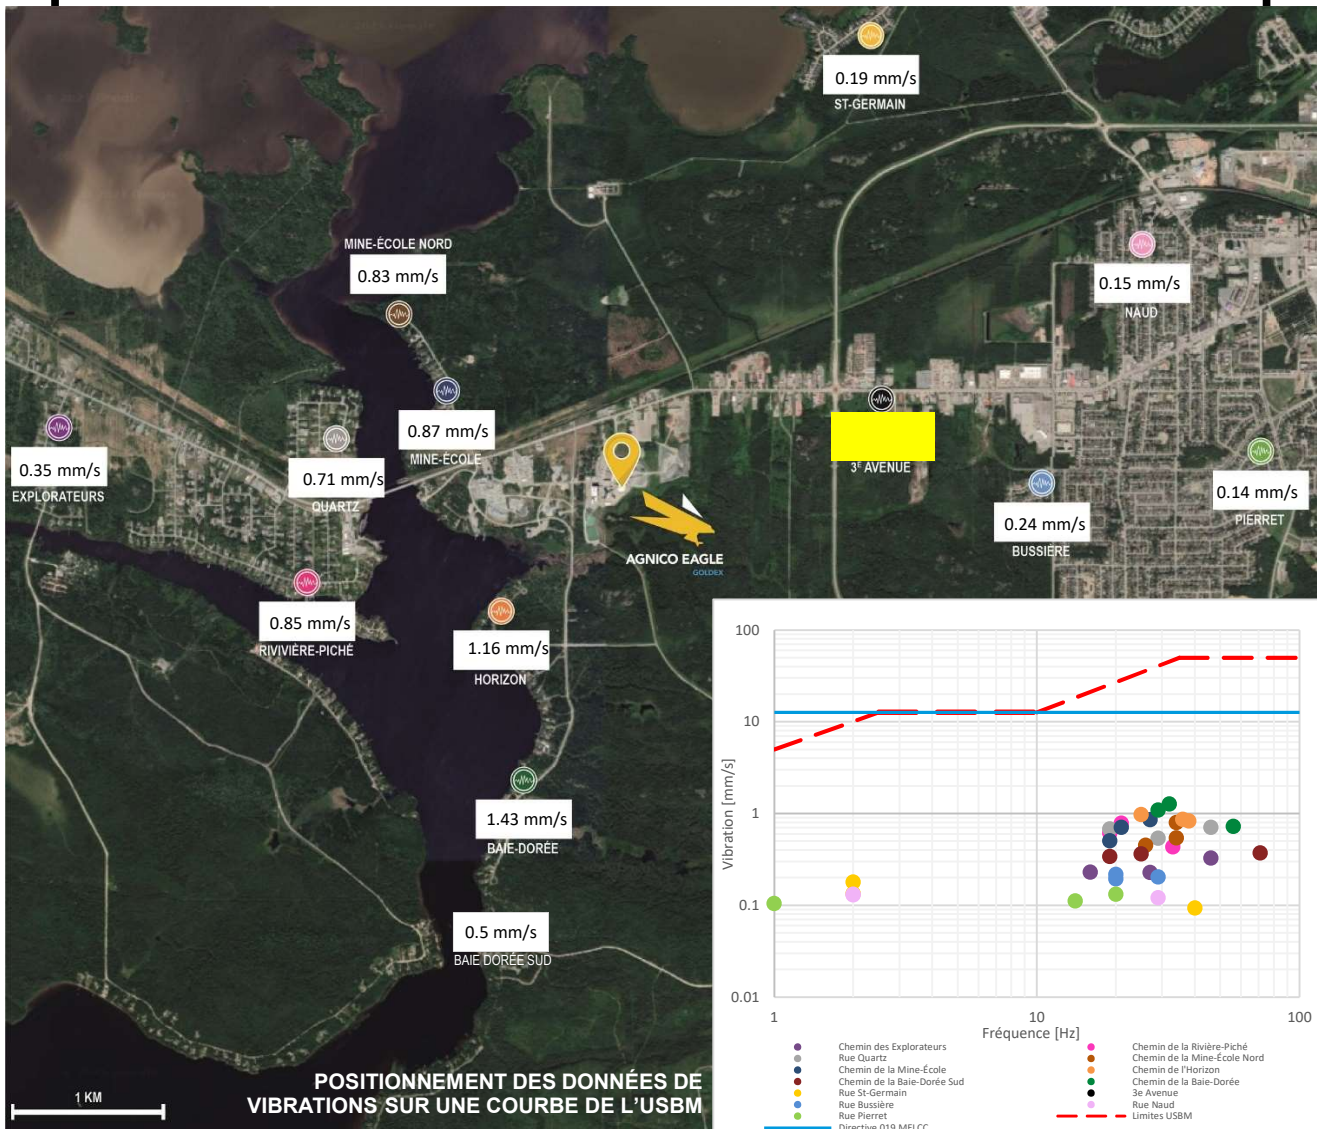 0.19 mm/s
ST-GERMAIN
MINE-ÉCOLE NORD
0.83 mm/s
0.15 mm/s
NAUD
0.87 mm/s
MINE-ÉCOLE
0.35 mm/s
EXPLORATEURS
0.71 mm/s
QUARTZ
3E AVENUE
0.24 mm/s
BUSSIÈRE
0.14 mm/s
PIERRET
AGNICO EAGLE
GOLDEX
0.85 mm/s
RIVIVIÈRE-PICHÉ
1.16 mm/s
HORIZON
1.43 mm/s
BAIE-DORÉE
0.5 mm/s
BAIE DORÉE SUD
POSITIONNEMENT DES DONNÉES DE
VIBRATIONS SUR UNE COURBE DE L'USBM
1 KM
100
10
1
0.1
0.01
Vibration [mm/s]
1
10
100
Fréquence [Hz]
Chemin des Explorateurs
Rue Quartz
Chemin de la Mine-École
Chemin de la Baie-Dorée Sud
Rue St-Germain
Rue Bussière
Rue Pierret
Directive 019 MELCC
Chemin de la Rivière-Piché
Chemin de la Mine-École Nord
Chemin de l'Horizon
Chemin de la Baie-Dorée
3e Avenue
Rue Naud
Limites USBM